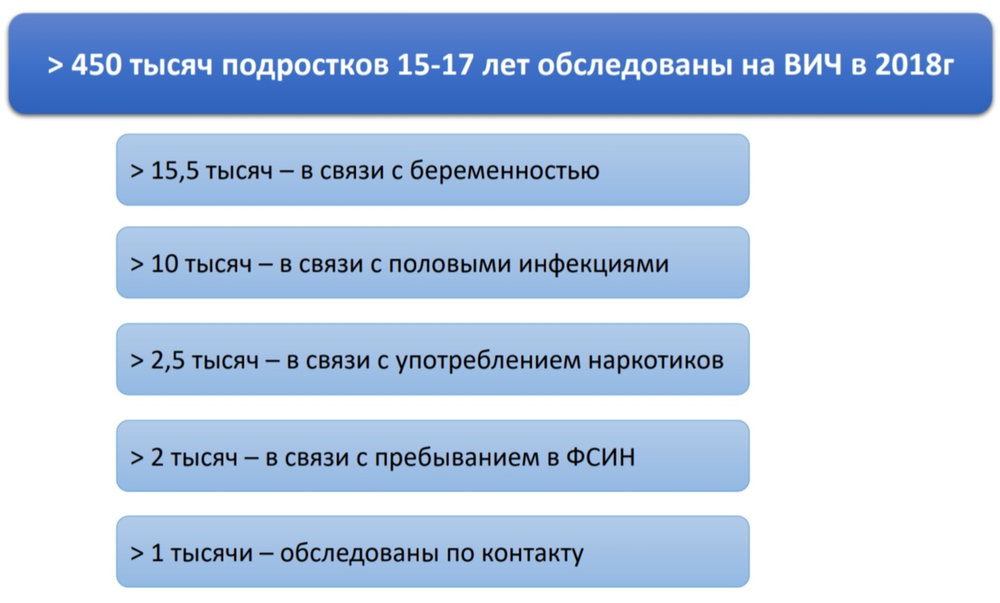 > 450 тысяч подростков 15-17 лет обследованы на ВИЧ в 2018г
> 15,5 тысяч – в связи с беременностью
> 10 тысяч – в связи с половыми инфекциями
> 2,5 тысяч – в связи с употреблением наркотиков
> 2 тысяч – в связи с пребыванием в ФСИН
> 1 тысячи – обследованы по контакту